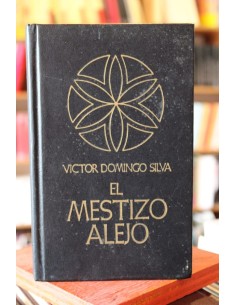 VICTOR DOMINGO SILVA
EL
MESTIZO
ALEJO